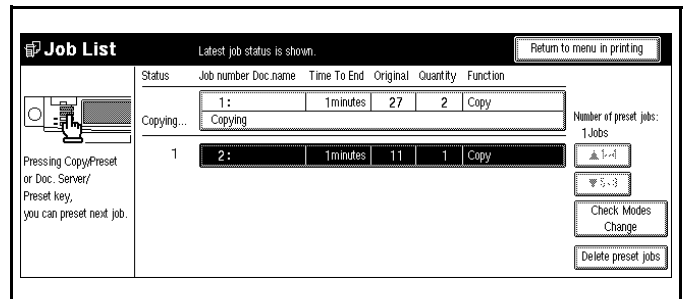 Job List
Latest job status is shown.
Return to menu in printing
Status Job number Doc.name Time To End Original Quantity Function
1: 1minutes 27 2 Copy
Copying... Copying
Number of preset jobs:
1Jobs
1 2: 1minutes 11 1 Copy
Pressing Copy/Preset
or Doc. Server/
Preset key,
you can preset next job.
Check Modes
Change
Delete preset jobs